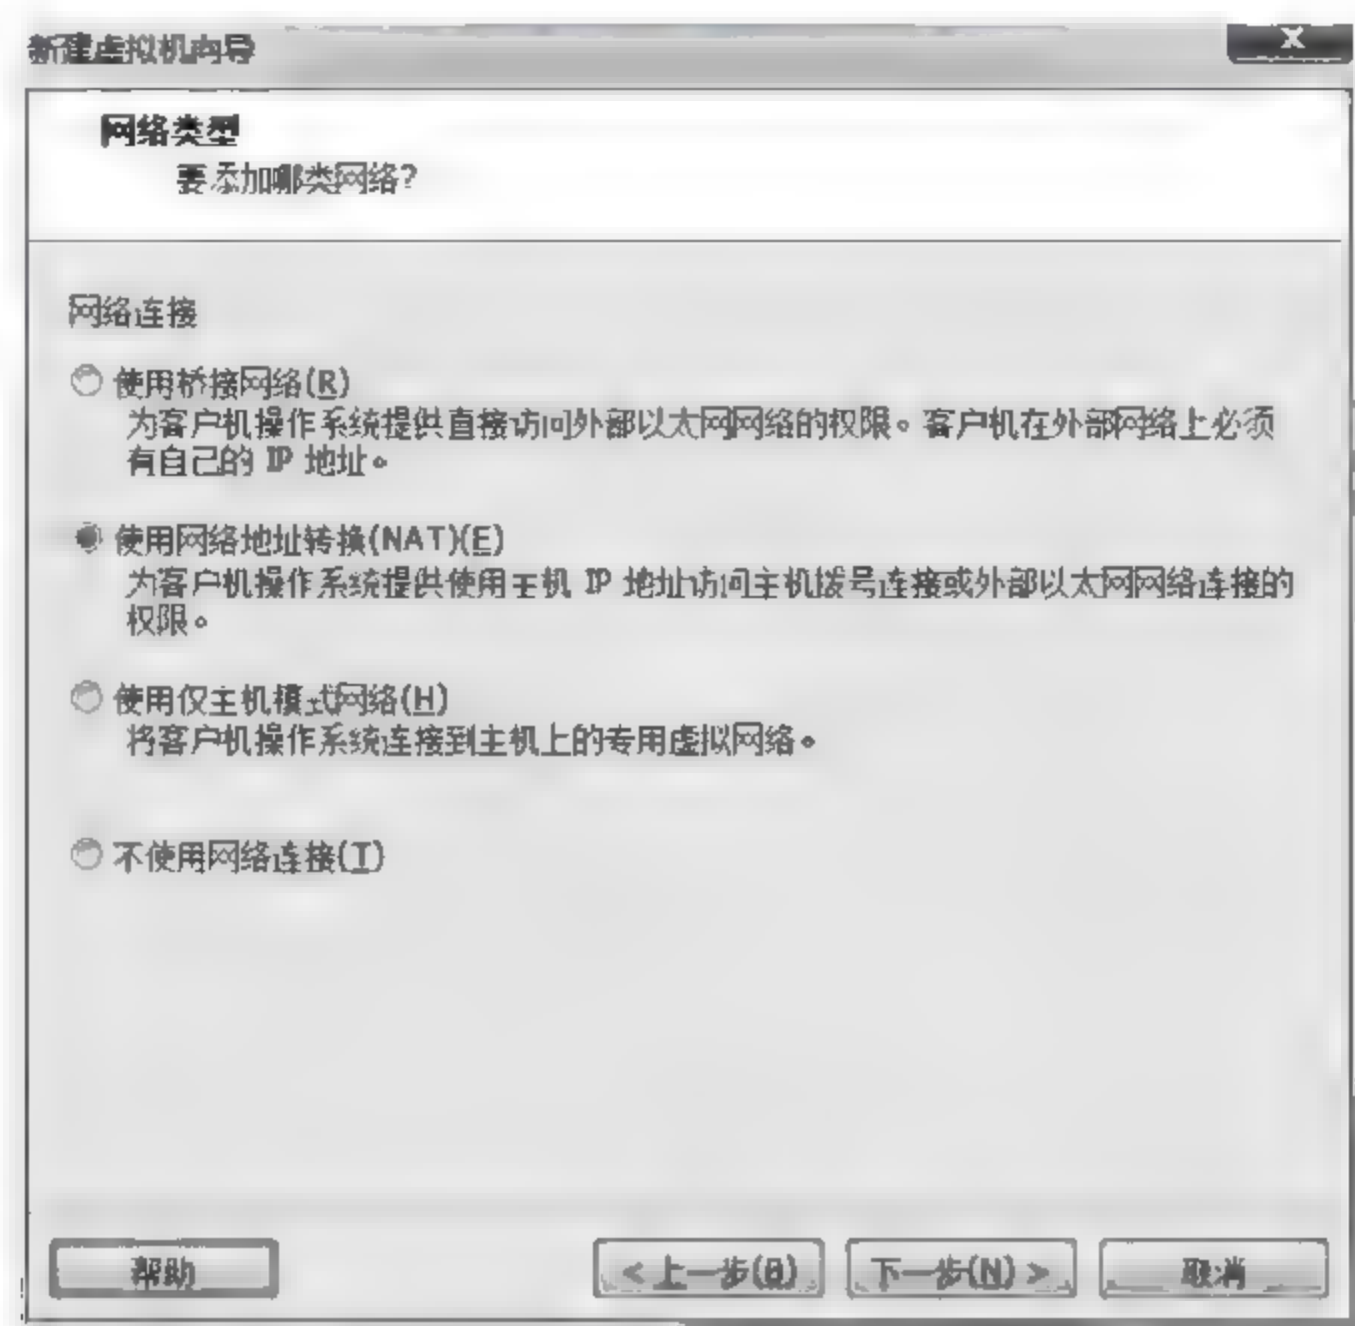 新建虚拟机向导
X
网络类型
要添加哪类网络?
网络连接
使用桥接网络(R)
为客户机操作系统提供直接访问外部以太网网络的权限。客户机在外部网络上必须
有自己的 IP 地址。
使用网络地址转换(NAT)(E)
为客户机操作系统提供使用主机 IP 地址访问主机拨号连接或外部以太网网络连接的
权限。
使用仅主机模式网络(H)
将客户机操作系统连接到主机上的专用虚拟网络。
不使用网络连接(T)
帮助
< 上一步(B)
下一步(N) >
取消